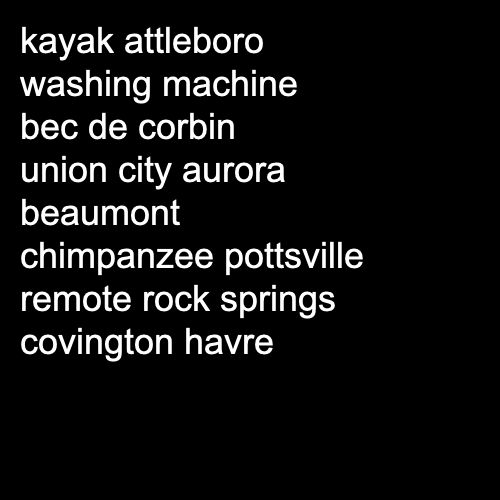 kayak attleboro
washing machine
bec de corbin
union city aurora
beaumont
chimpanzee pottsville
remote rock springs
covington havre